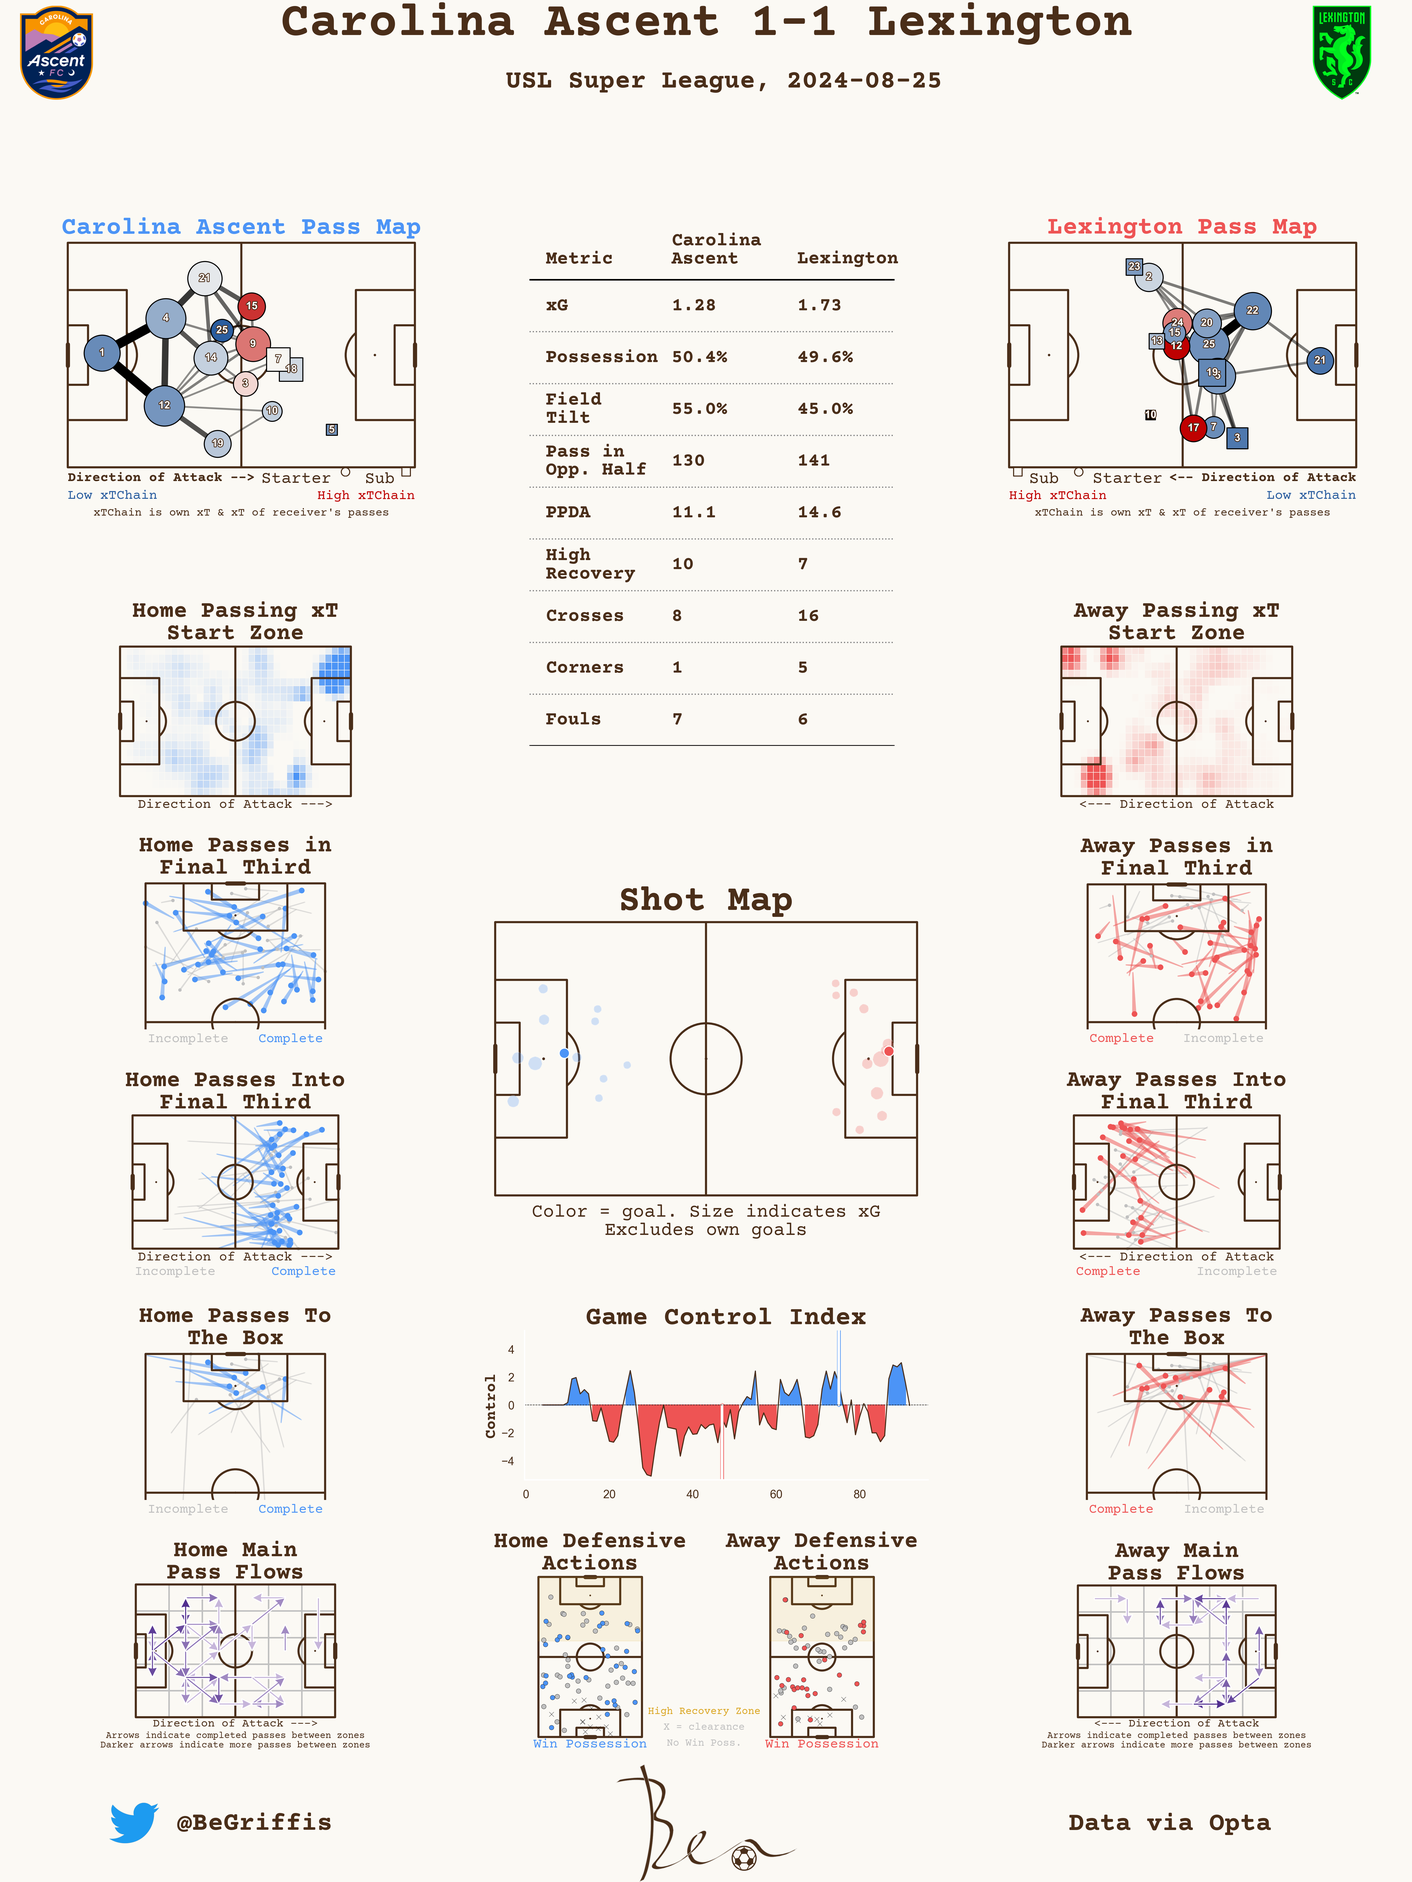 Carolina Ascent 1-1 Lexington
USL Super League, 2024-08-25
CAROLINA
Ascent
FC
LEXINGTON
SC
Carolina Ascent Pass Map
21
15
4
25
1
14
9
7
18
3
12
10
5
19
Direction of Attack --> Starter Sub
Low xTChain High xTChain
xTChain is own xT & xT of receiver's passes
Metric Carolina Ascent Lexington
xG 1.28 1.73
Possession 50.4% 49.6%
Field Tilt 55.0% 45.0%
Pass in Opp. Half 130 141
PPDA 11.1 14.6
High Recovery 10 7
Crosses 8 16
Corners 1 5
Fouls 7 6
Lexington Pass Map
23
2
24
20
22
15
13
12
25
21
19
10
17
7
3
Sub Starter <-- Direction of Attack
High xTChain Low xTChain
xTChain is own xT & xT of receiver's passes
Home Passing xT
Start Zone
Direction of Attack --->
Away Passing xT
Start Zone
<--- Direction of Attack
Home Passes in
Final Third
Incomplete Complete
Away Passes in
Final Third
Complete Incomplete
Shot Map
Color = goal. Size indicates xG
Excludes own goals
Home Passes Into
Final Third
Direction of Attack --->
Incomplete Complete
Away Passes Into
Final Third
<--- Direction of Attack
Complete Incomplete
Home Passes To
The Box
Incomplete Complete
Game Control Index
Control
4
2
0
−2
−4
0 20 40 60 80
Away Passes To
The Box
Complete Incomplete
Home Main
Pass Flows
Direction of Attack --->
Arrows indicate completed passes between zones
Darker arrows indicate more passes between zones
Home Defensive
Actions
Win Possession
High Recovery Zone
X = clearance
No Win Poss.
Away Defensive
Actions
Win Possession
Away Main
Pass Flows
<--- Direction of Attack
Arrows indicate completed passes between zones
Darker arrows indicate more passes between zones
@BeGriffis
Ben
Data via Opta